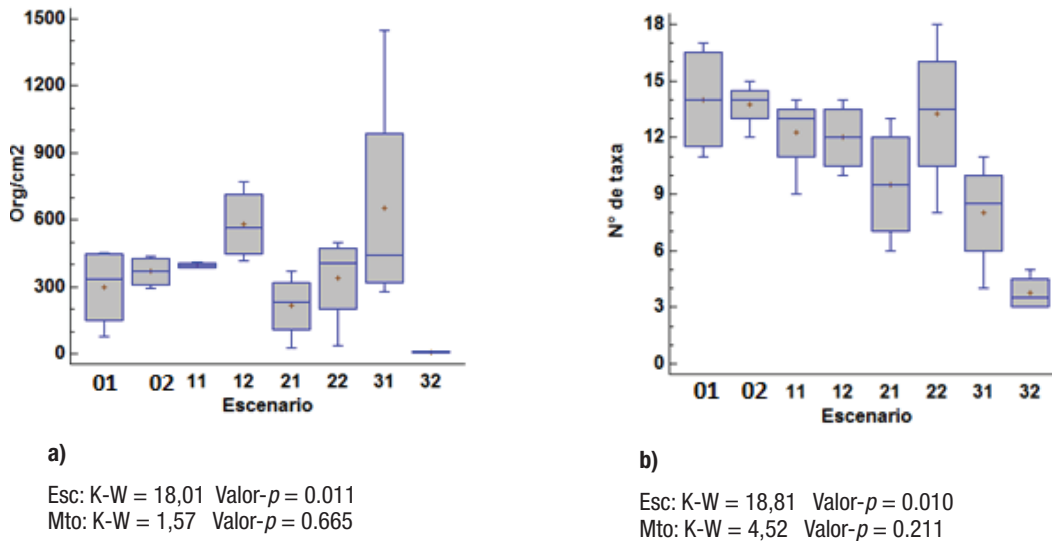 1500
1200
900
600
300
0
Org/cm2
01 02 11 12 21 22 31 32
Escenario
a)
Esc: K-W = 18,01 Valor-p = 0.011
Mto: K-W = 1,57 Valor-p = 0.665
18
15
12
9
6
3
0
N° de taxa
01 02 11 12 21 22 31 32
Escenario
b)
Esc: K-W = 18,81 Valor-p = 0.010
Mto: K-W = 4,52 Valor-p = 0.211